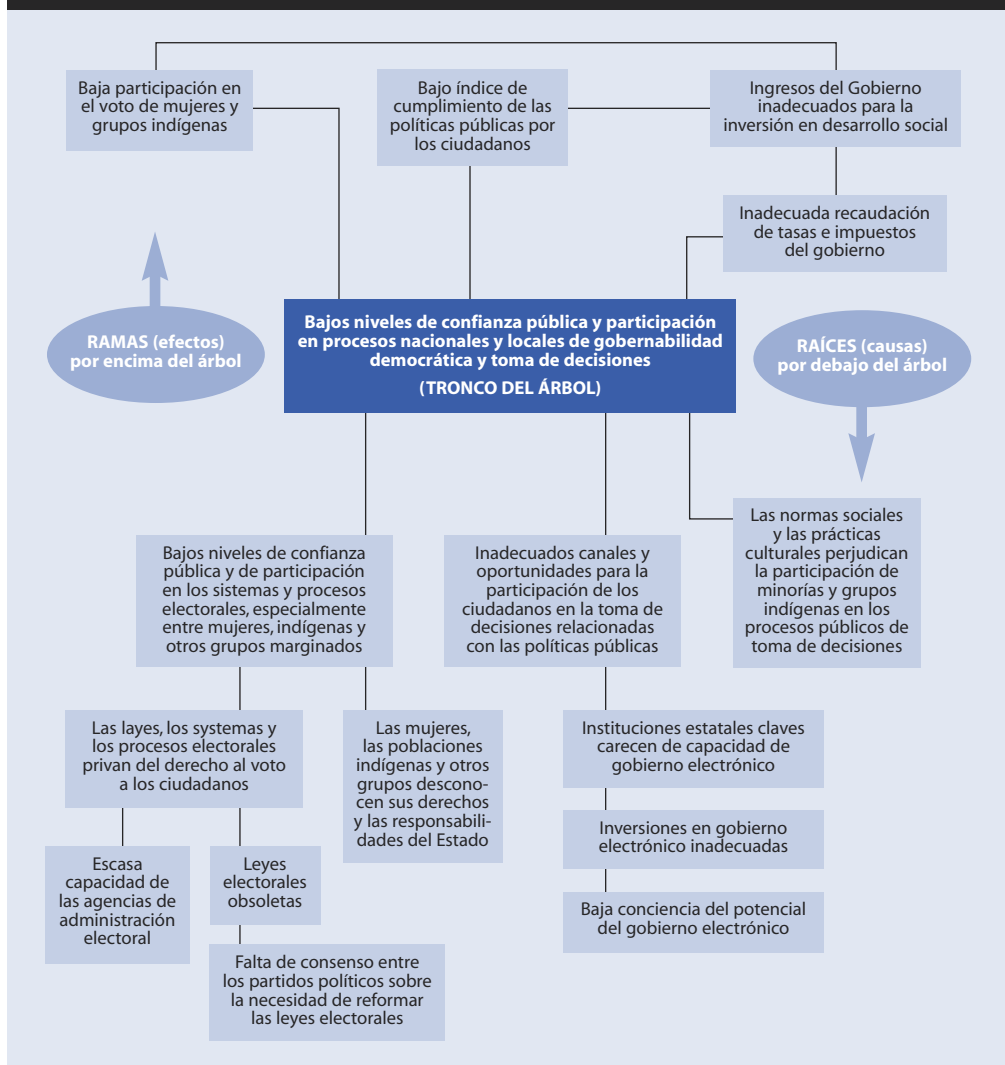 Baja participación en
el voto de mujeres y
grupos indígenas
Bajo índice de
cumplimiento de las
políticas públicas por
los ciudadanos
Ingresos del Gobierno
inadecuados para la
inversión en desarrollo social
Inadecuada recaudación
de tasas e impuestos
del gobierno
RAMAS (efectos)
por encima del árbol
Bajos niveles de confianza pública y participación
en procesos nacionales y locales de gobernabilidad
democrática y toma de decisiones
(TRONCO DEL ÁRBOL)
RAÍCES (causas)
por debajo del árbol
Bajos niveles de confianza
pública y de participación
en los sistemas y procesos
electorales, especialmente
entre mujeres, indígenas y
otros grupos marginados
Inadecuados canales y
oportunidades para la
participación de los
ciudadanos en la toma de
decisiones relacionadas
con las políticas públicas
Las normas sociales
y las prácticas
culturales perjudican
la participación de
minorías y grupos
indígenas en los
procesos públicos de
toma de decisiones
Las layes, los systemas y
los procesos electorales
privan del derecho al voto
a los ciudadanos
Las mujeres,
las poblaciones
indígenas y otros
grupos descono-
cen sus derechos
y las responsabili-
dades del Estado
Instituciones estatales claves
carecen de capacidad de
gobierno electrónico
Inversiones en gobierno
electrónico inadecuadas
Baja conciencia del potencial
del gobierno electrónico
Escasa
capacidad de
las agencias de
administración
electoral
Leyes
electorales
obsoletas
Falta de consenso entre
los partidos políticos sobre
la necesidad de reformar
las leyes electorales